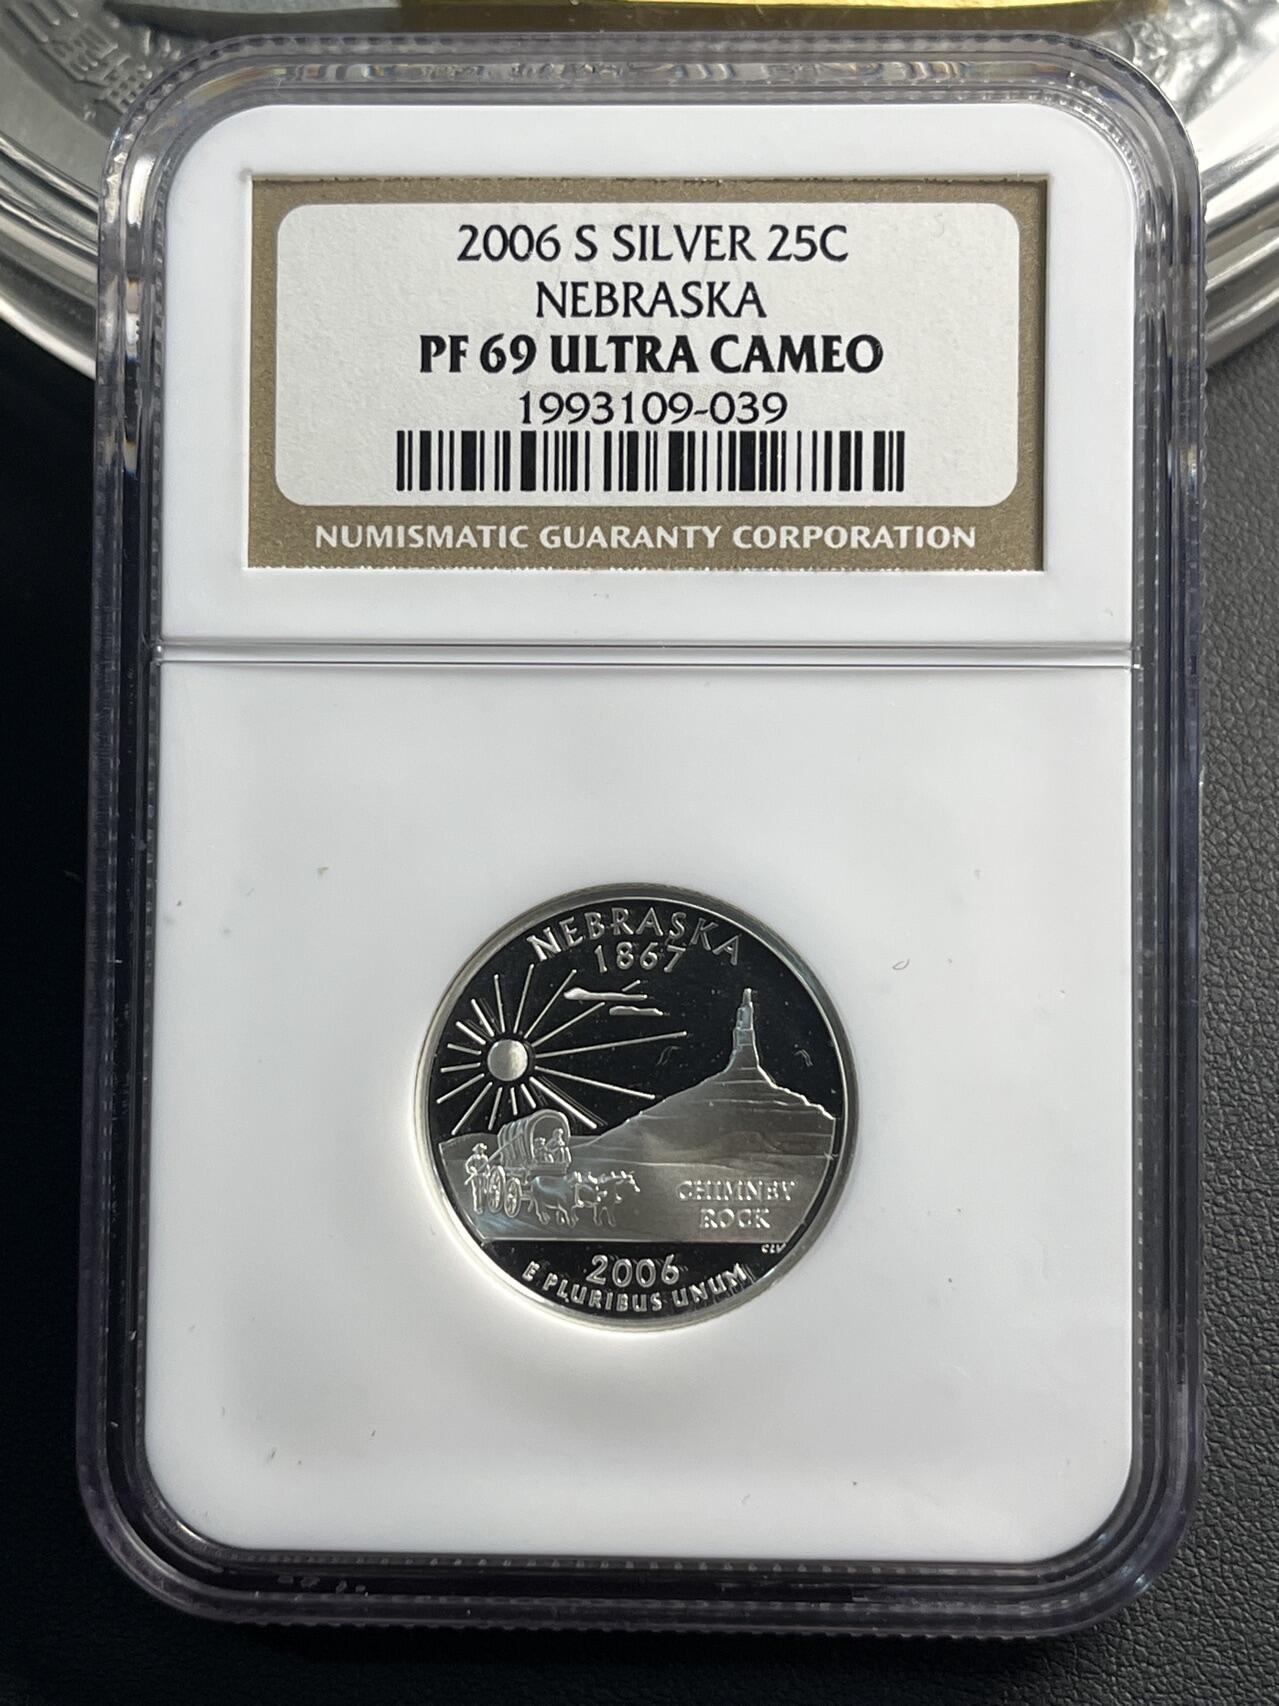 2006 S SILVER 25C
NEBRASKA
PF 69 ULTRA CAMEO
1993109-039
NUMISMATIC GUARANTY CORPORATION
NEBRASKA
1867
CHIMNEY
ROCK
CLV
2006
E PLURIBUS UNUM